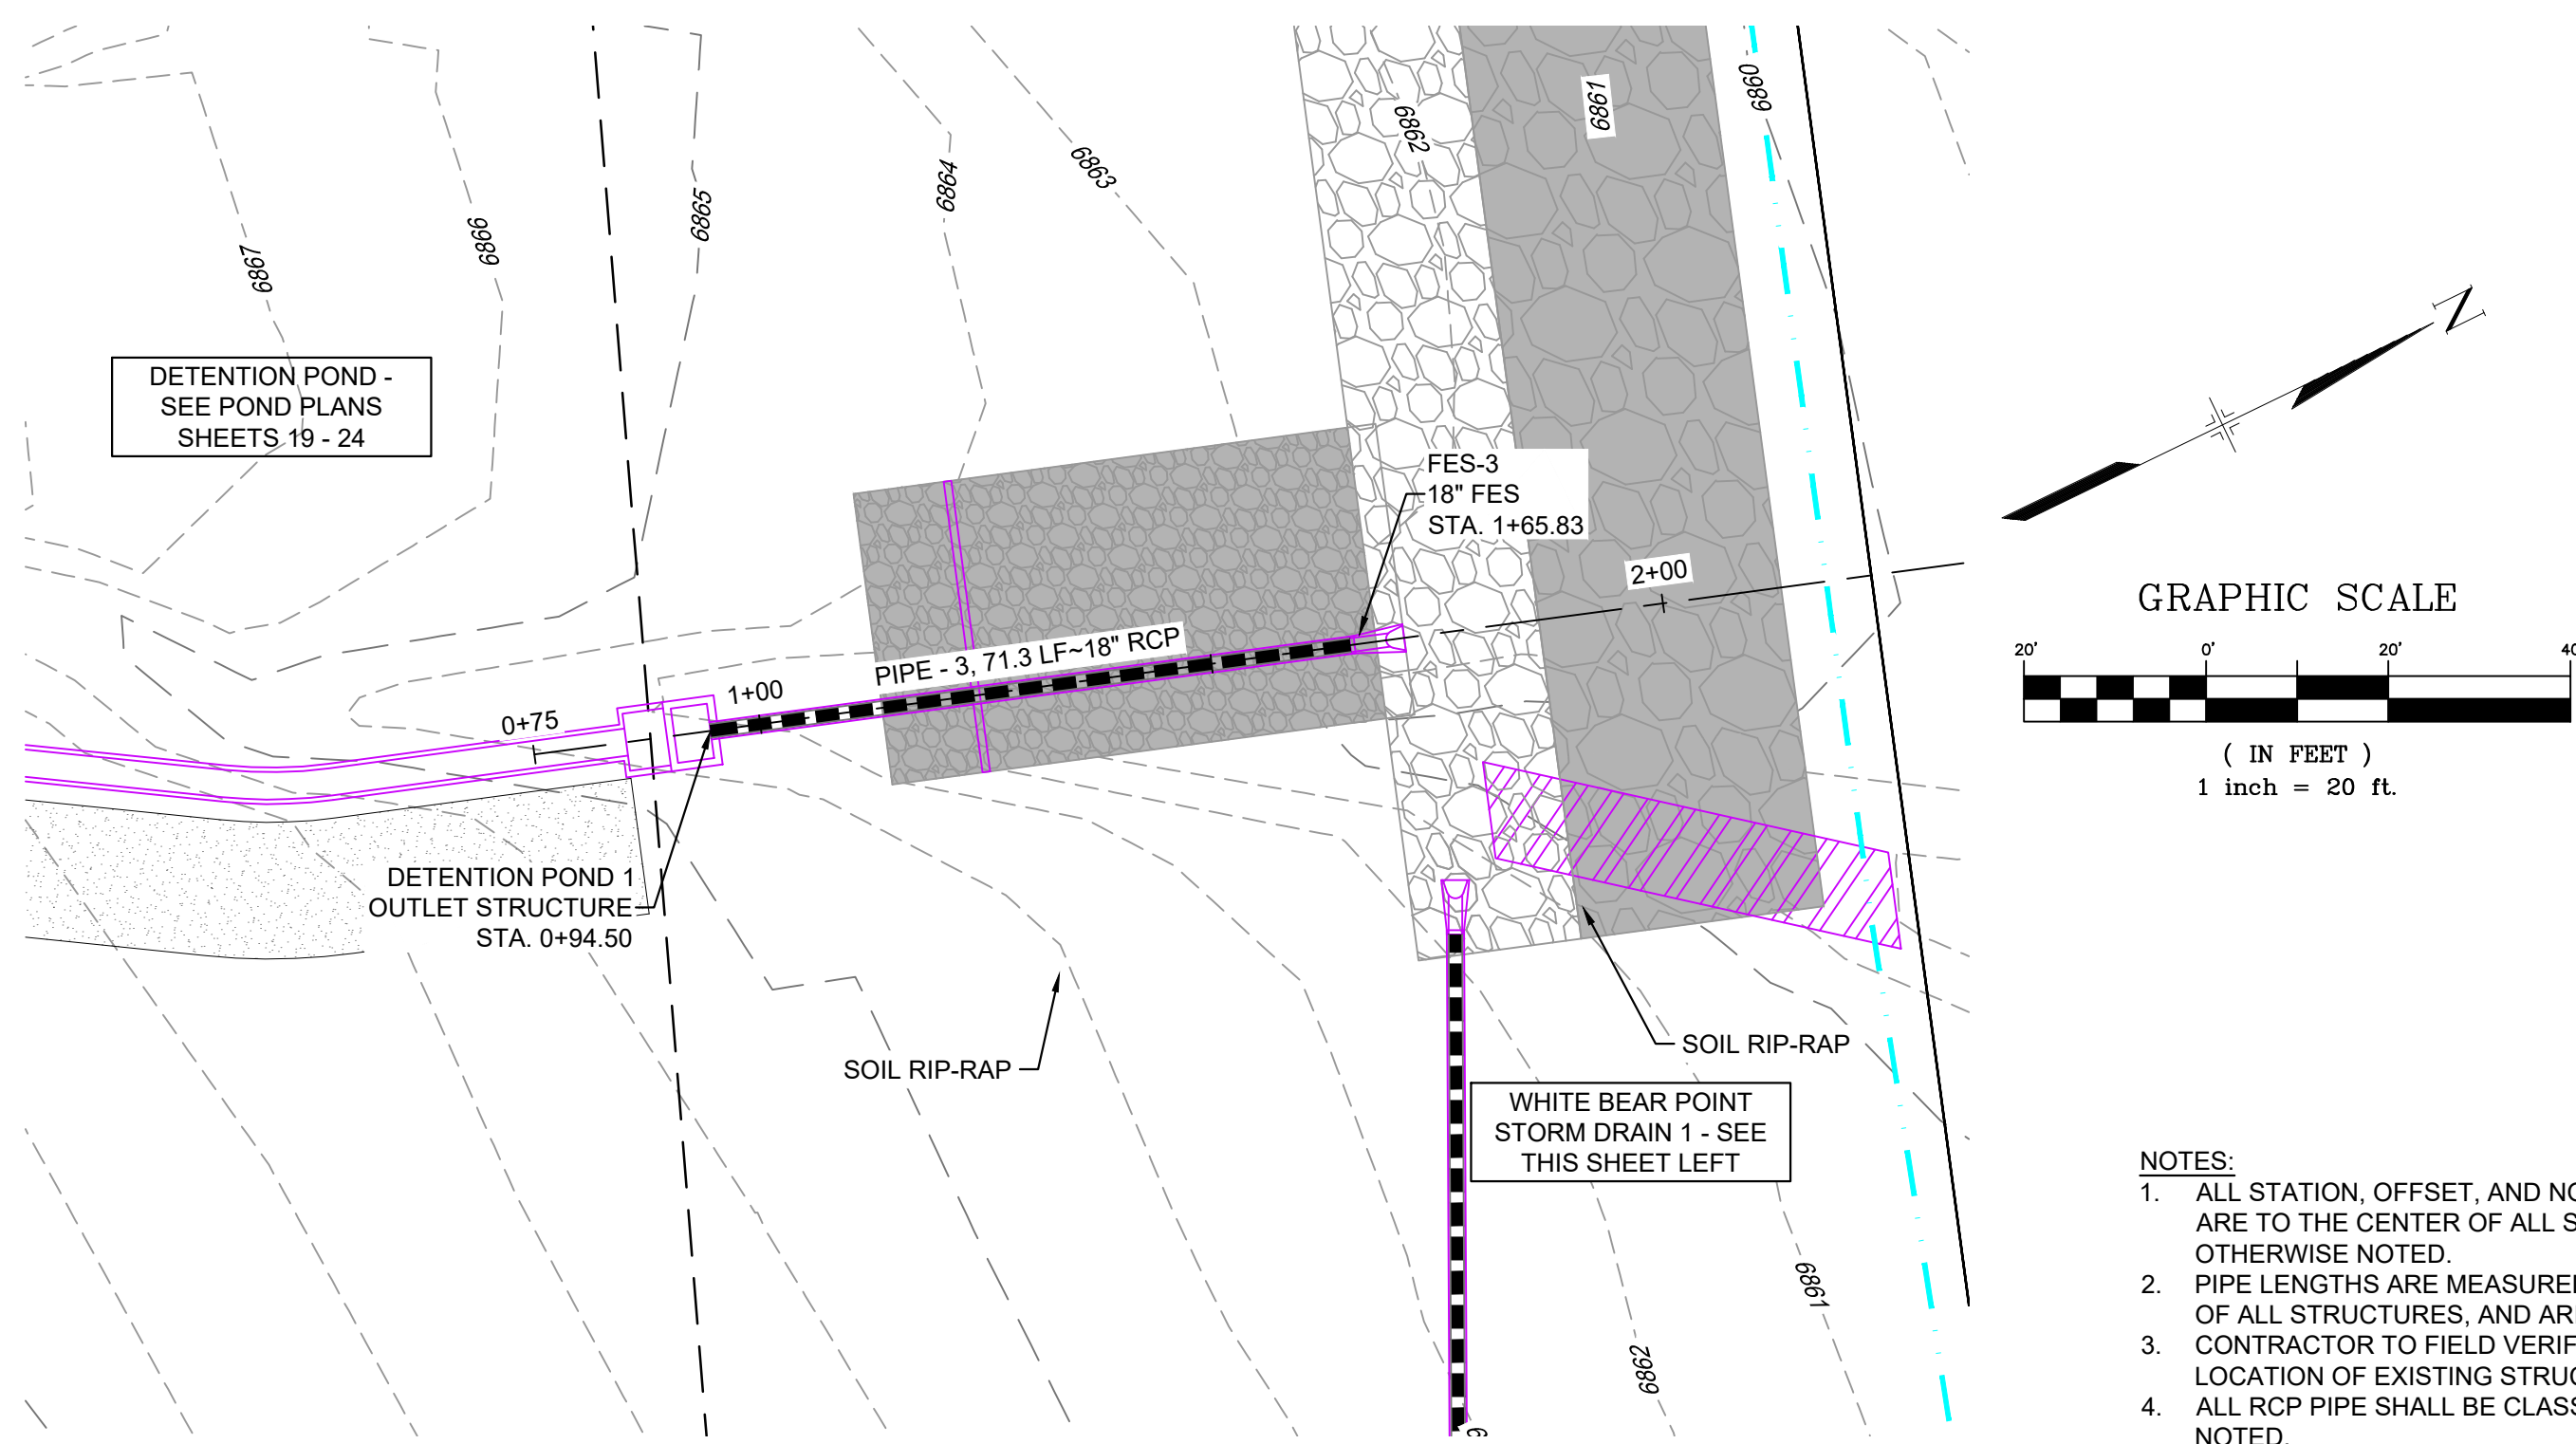 6867
6866
6865
6864
6863
6862
6861
6860
DETENTION POND -
SEE POND PLANS
SHEETS 19 - 24
FES-3
18" FES
STA. 1+65.83
2+00
PIPE - 3, 71.3 LF~18" RCP
1+00
0+75
DETENTION POND 1
OUTLET STRUCTURE
STA. 0+94.50
SOIL RIP-RAP
SOIL RIP-RAP
WHITE BEAR POINT
STORM DRAIN 1 - SEE
THIS SHEET LEFT
6862
6861
N
GRAPHIC SCALE
20' 0' 20'
( IN FEET )
1 inch = 20 ft.
NOTES:
1. ALL STATION, OFFSET, AND
ARE TO THE CENTER OF ALL
OTHERWISE NOTED.
2. PIPE LENGTHS ARE
OF ALL STRUCTURES, AND
3. CONTRACTOR TO FIELD
LOCATION OF EXISTING
4. ALL RCP PIPE SHALL BE
NOTED.